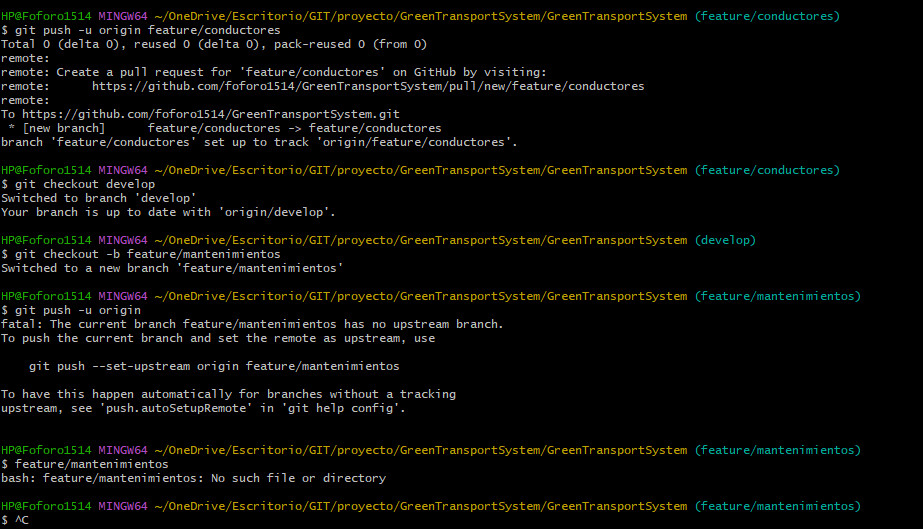 HP@Foforo1514 MINGW64 ~/OneDrive/Escritorio/GIT/proyecto/GreenTransportSystem/GreenTransportSystem (feature/conductores)
$ git push -u origin feature/conductores
Total 0 (delta 0), reused 0 (delta 0), pack-reused 0 (from 0)
remote:
remote: Create a pull request for 'feature/conductores' on GitHub by visiting:
remote:      https://github.com/foforo1514/GreenTransportSystem/pull/new/feature/conductores
remote:
To https://github.com/foforo1514/GreenTransportSystem.git
 * [new branch]      feature/conductores -> feature/conductores
branch 'feature/conductores' set up to track 'origin/feature/conductores'.
HP@Foforo1514 MINGW64 ~/OneDrive/Escritorio/GIT/proyecto/GreenTransportSystem/GreenTransportSystem (feature/conductores)
$ git checkout develop
Switched to branch 'develop'
Your branch is up to date with 'origin/develop'.
HP@Foforo1514 MINGW64 ~/OneDrive/Escritorio/GIT/proyecto/GreenTransportSystem/GreenTransportSystem (develop)
$ git checkout -b feature/mantenimientos
Switched to a new branch 'feature/mantenimientos'
HP@Foforo1514 MINGW64 ~/OneDrive/Escritorio/GIT/proyecto/GreenTransportSystem/GreenTransportSystem (feature/mantenimientos)
$ git push -u origin
fatal: The current branch feature/mantenimientos has no upstream branch.
To push the current branch and set the remote as upstream, use
    git push --set-upstream origin feature/mantenimientos
To have this happen automatically for branches without a tracking
upstream, see 'push.autoSetupRemote' in 'git help config'.
HP@Foforo1514 MINGW64 ~/OneDrive/Escritorio/GIT/proyecto/GreenTransportSystem/GreenTransportSystem (feature/mantenimientos)
$ feature/mantenimientos
bash: feature/mantenimientos: No such file or directory
HP@Foforo1514 MINGW64 ~/OneDrive/Escritorio/GIT/proyecto/GreenTransportSystem/GreenTransportSystem (feature/mantenimientos)
$ ^C